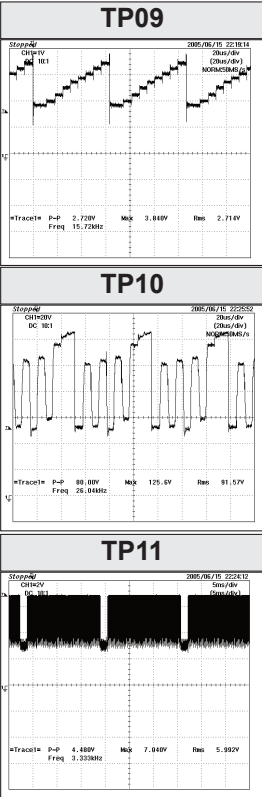 TP09
Stopped 2005/06/15 22:19:14
CH1=1V 20us/div
DC 10:1 (20us/div)
NORM:50MS/s
=Trace1= P-P 2.720V Max 3.840V Rms 2.714V
Freq 15.72kHz
TP10
Stopped 2005/06/15 22:25:52
CH1=20V 20us/div
DC 10:1 (20us/div)
NORM:50MS/s
=Trace1= P-P 80.00V Max 125.6V Rms 91.57V
Freq 26.04kHz
TP11
Stopped 2005/06/15 22:24:12
CH1=2V 5ms/div
DC 10:1 (5ms/div)
=Trace1= P-P 4.480V Max 7.040V Rms 5.992V
Freq 3.333kHz